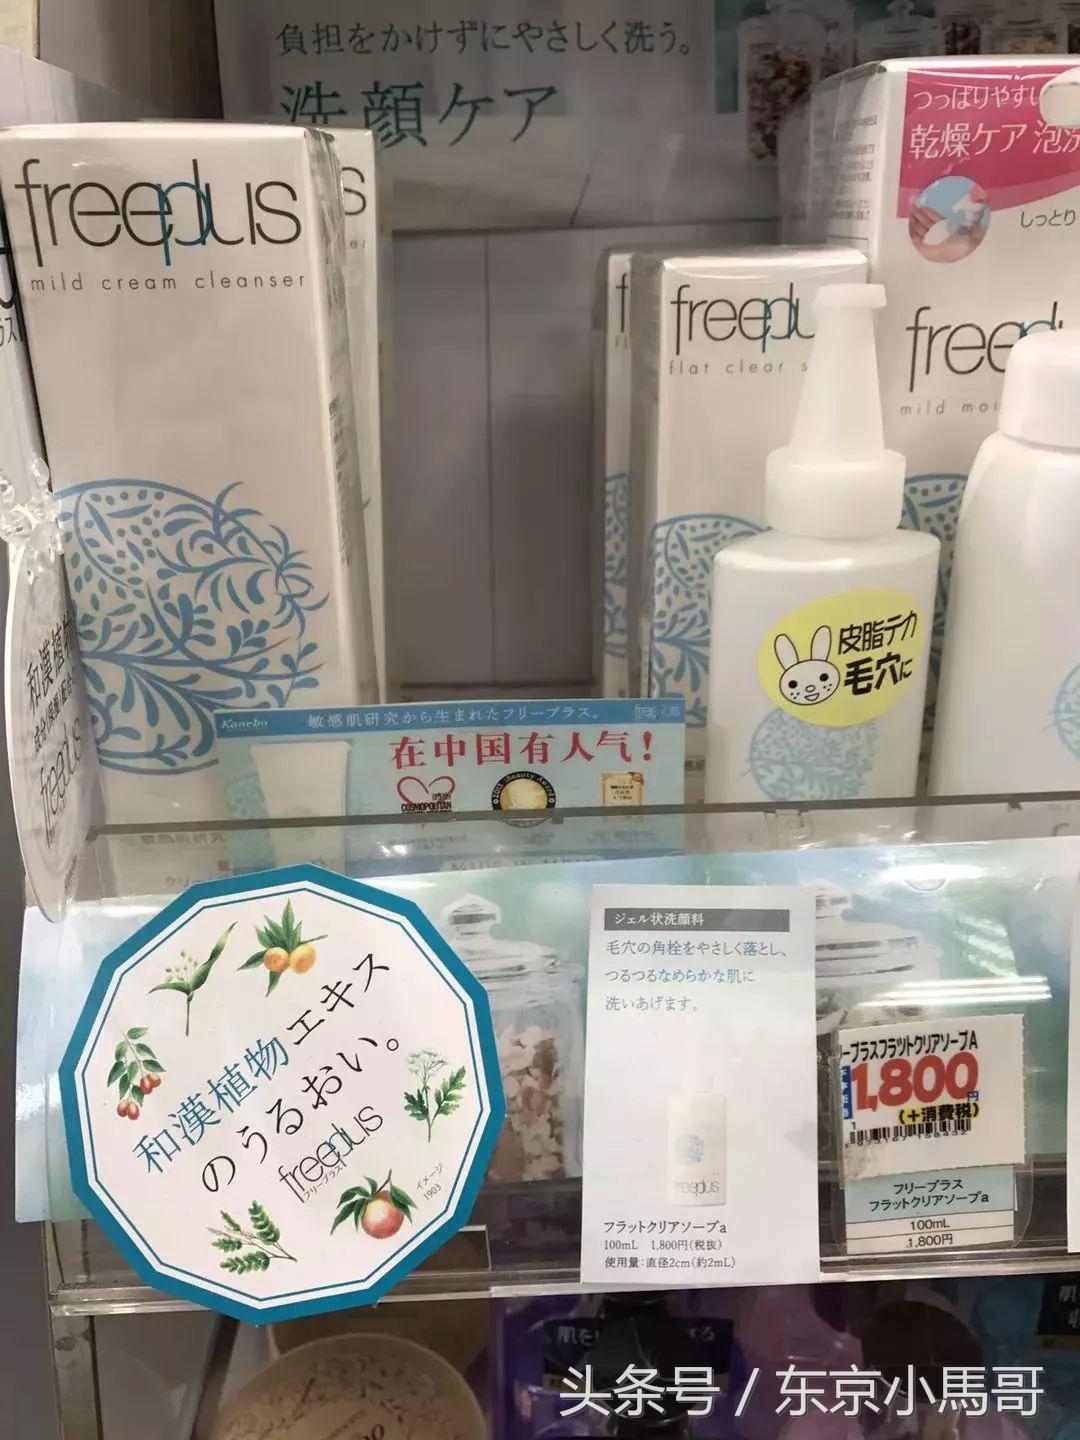 負担をかけずにやさしく洗う。
洗顔ケア
freeplus
mild cream cleanser
つっぱりやすい
乾燥ケア 泡洗
しっとり
freeplu
flat clear s
free
mild moi
皮脂テカ
毛穴に
和漢植物
Kanebo
敏感肌研究から生まれたフリープラス。
freeplus
在中国有人气!
COSMOPOLITAN
和漢植物エキス
のうるおい。
freeplus
フリープラス
イメージ
1903
ジェル状洗顔料
毛穴の角栓をやさしく落とし、
つるつるなめらかな肌に
洗いあげます。
freeplus
フラットクリアソープa
100mL 1,800円(税抜)
使用量:直径2cm(約2mL)
ープラスフラットクリアソープA
1,800円
(+消費税)
フリープラス
フラットクリアソープa
100mL
1,800円
头条号 / 东京小馬哥